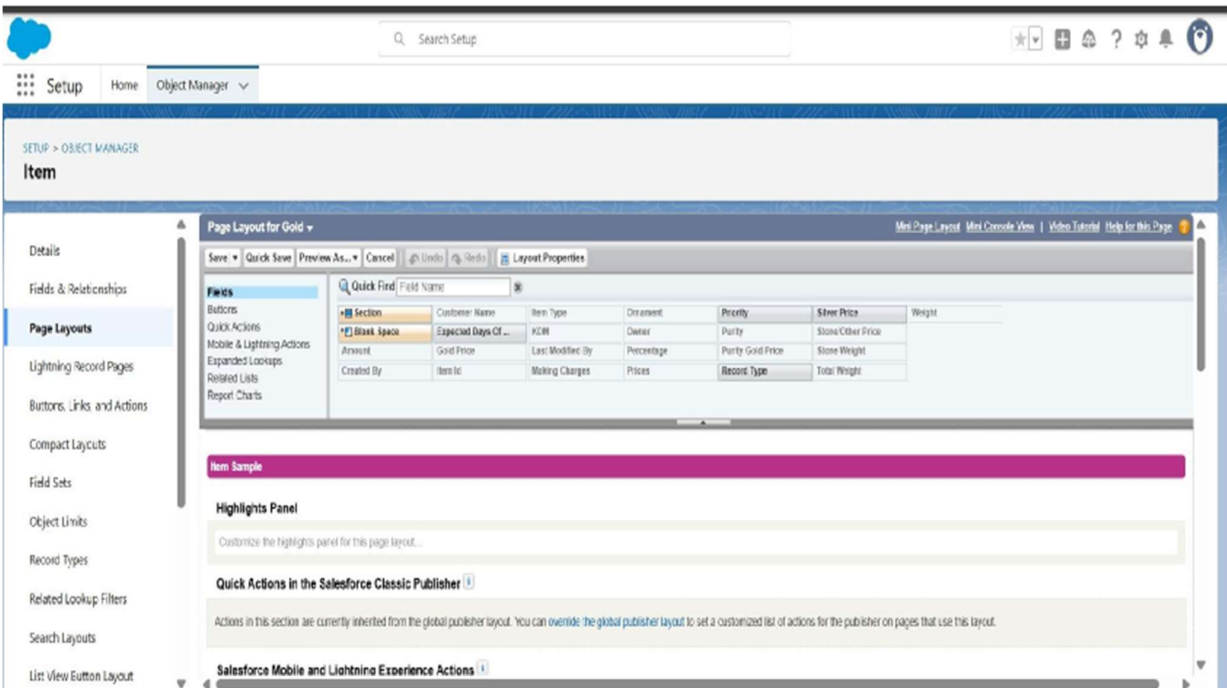 Search Setup
Setup Home Object Manager
SETUP > OBJECT MANAGER
Item
Details
Fields & Relationships
Page Layouts
Lightning Record Pages
Buttons, Links, and Actions
Compact Layouts
Field Sets
Object Limits
Record Types
Related Lookup Filters
Search Layouts
List View Button Layout
Page Layout for Gold
Mini Page Layout Mini Console View | Video Tutorial Help for this Page
Save Quick Save Preview As... Cancel Undo Redo Layout Properties
Fields
Buttons
Quick Actions
Mobile & Lightning Actions
Expanded Lookups
Related Lists
Report Charts
Quick Find Field Name
Section Customer Name Item Type Ornament Priority Silver Price Weight
Blank Space Expected Days Of ... KDM Owner Purity Stone/Other Price
Amount Gold Price Last Modified By Percentage Purity Gold Price Stone Weight
Created By Item Id Making Charges Prices Record Type Total Weight
Item Sample
Highlights Panel
Customize the highlights panel for this page layout...
Quick Actions in the Salesforce Classic Publisher
Actions in this section are currently inherited from the global publisher layout. You can override the global publisher layout to set a customized list of actions for the publisher on pages that use this layout.
Salesforce Mobile and Lightning Experience Actions